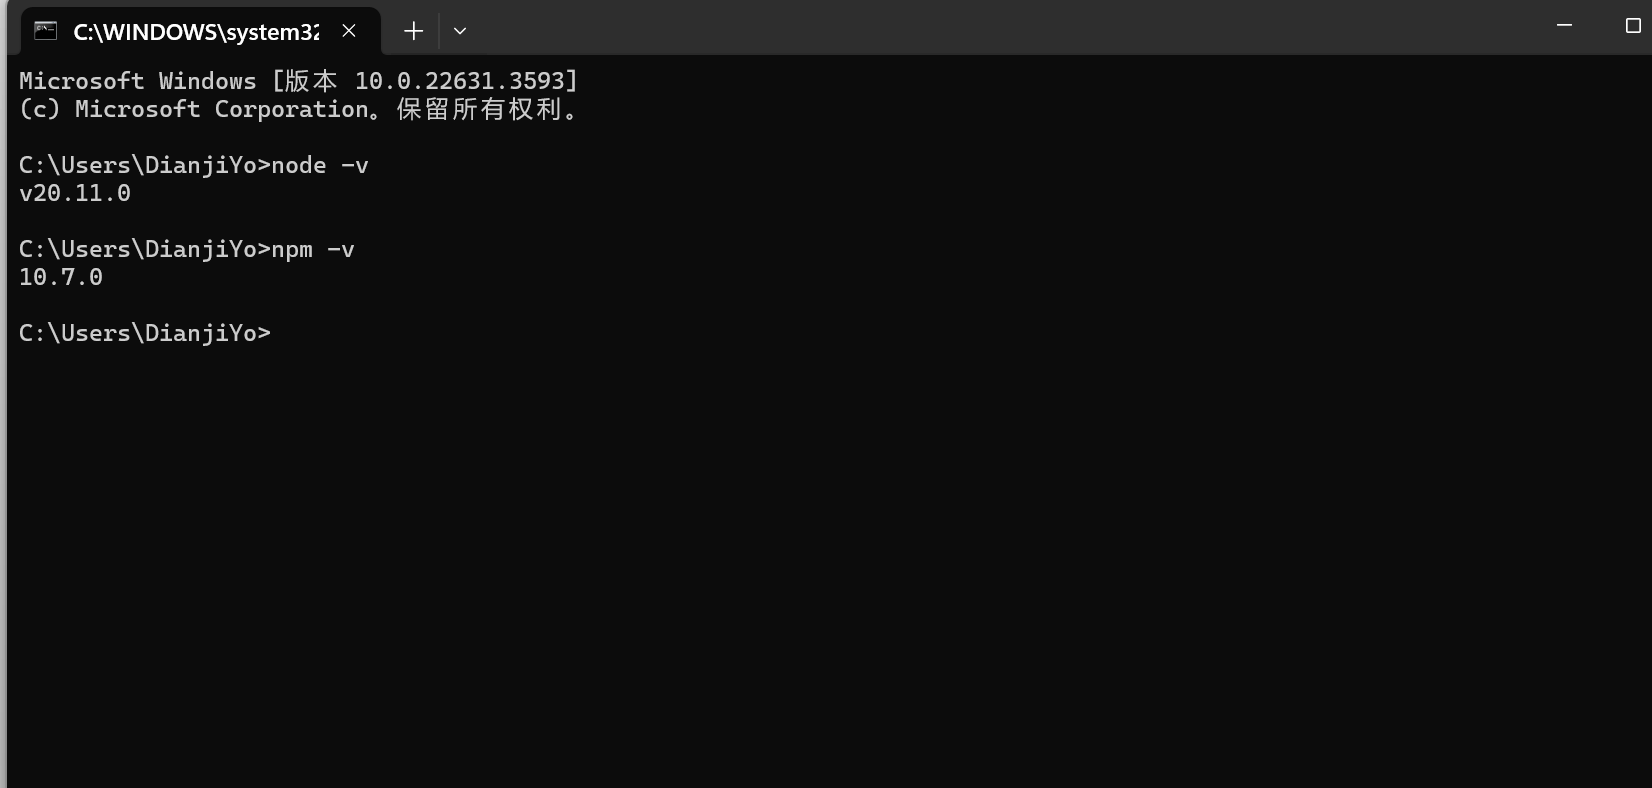 C:\WINDOWS\system32
Microsoft Windows [版本 10.0.22631.3593]
(c) Microsoft Corporation。保留所有权利。
C:\Users\DianjiYo>node -v
v20.11.0
C:\Users\DianjiYo>npm -v
10.7.0
C:\Users\DianjiYo>